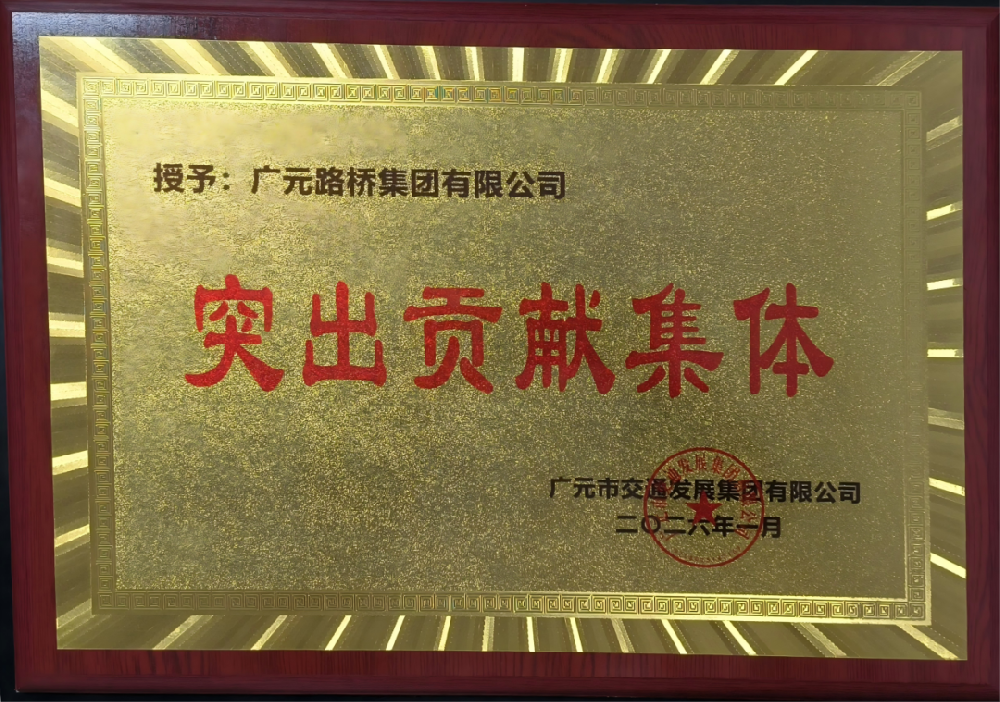 授予：广元路桥集团有限公司
突出贡献集体
广元市交通发展集团有限公司
二〇二六年一月